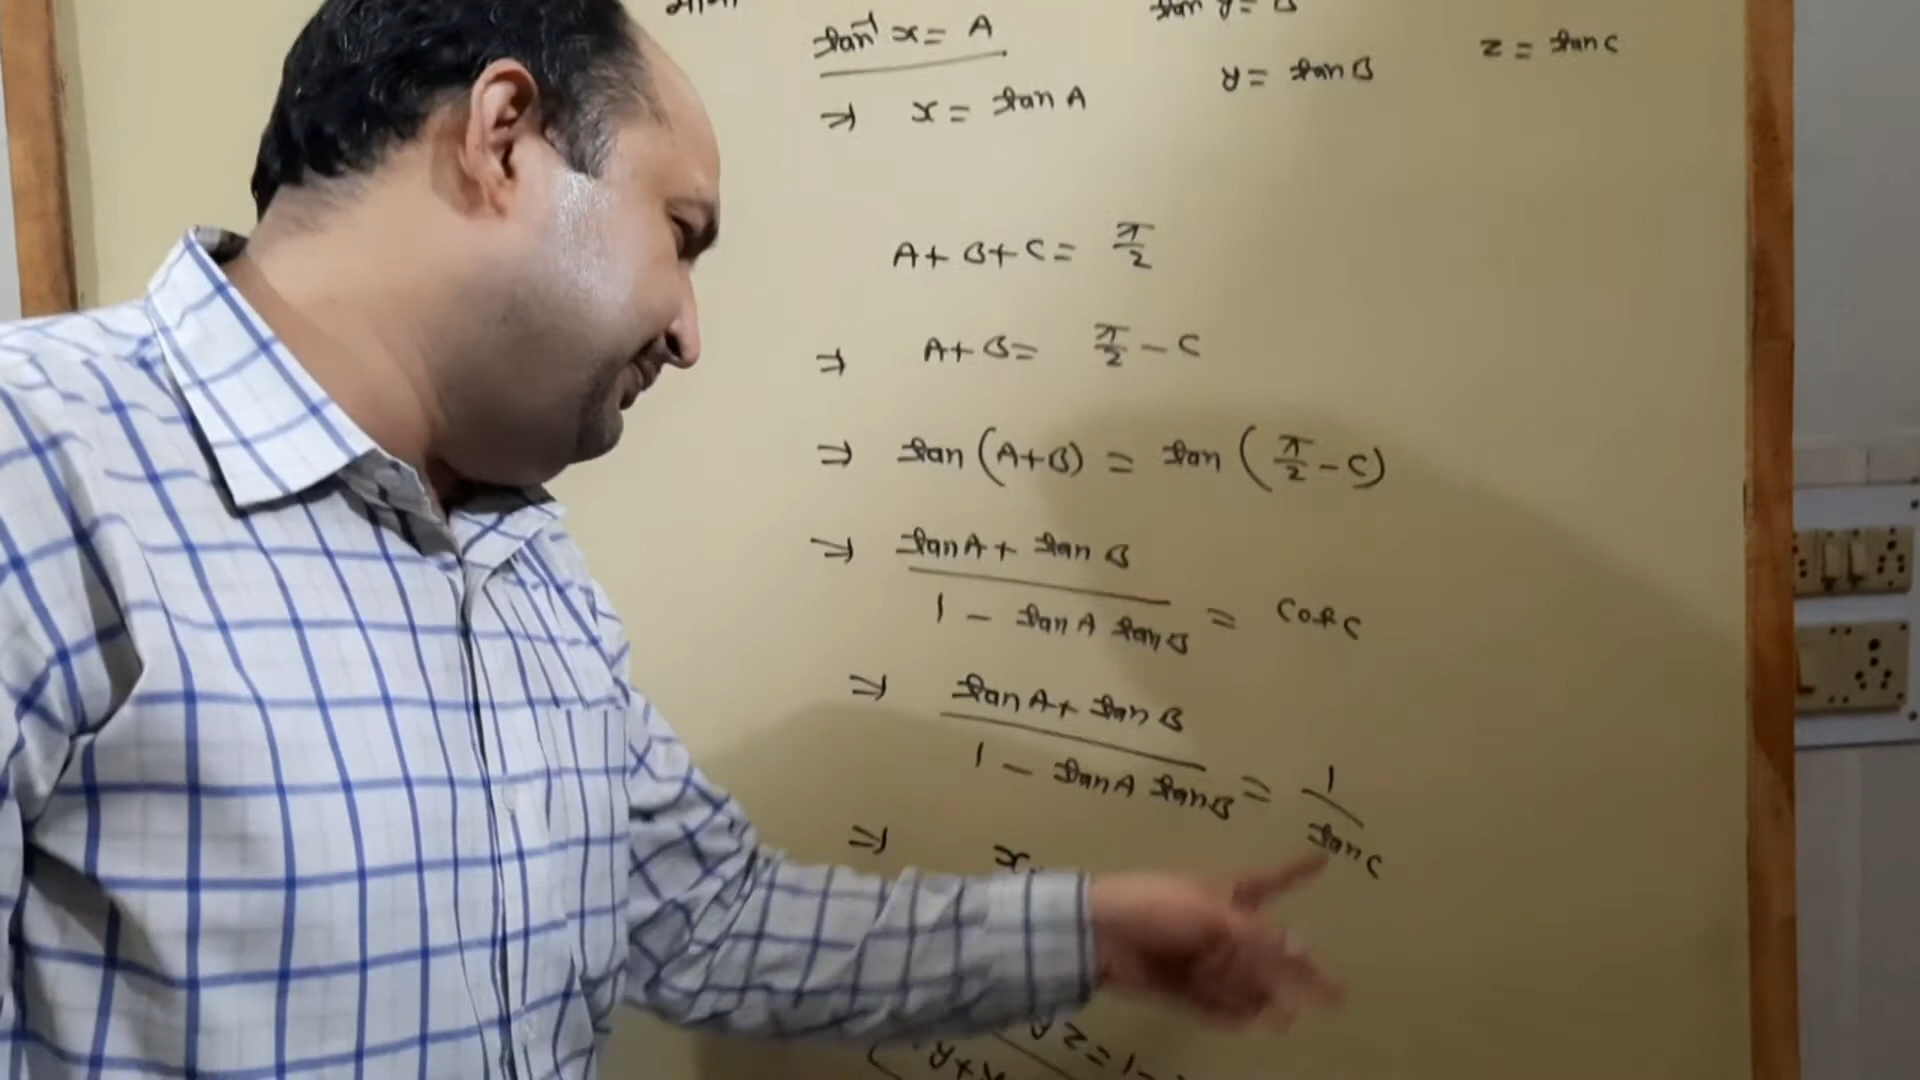 माना
tan⁻¹ x = A
y = B
⇒ x = tan A
y = tan B
z = tan C
A + B + C = π/2
⇒ A + B = π/2 - C
⇒ tan (A+B) = tan (π/2 - C)
⇒ (tan A + tan B)/(1 - tan A tan B) = cot C
⇒ (tan A + tan B)/(1 - tan A tan B) = 1/tan C
⇒ x